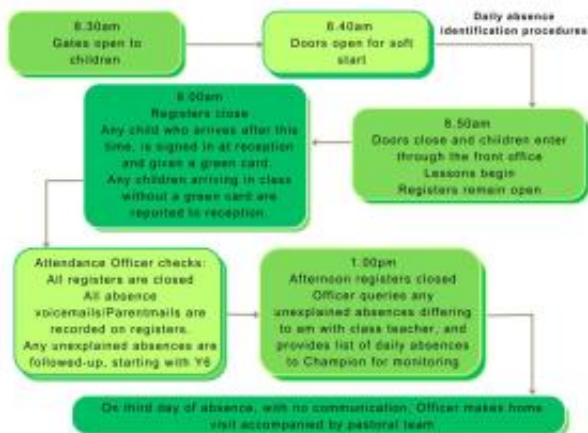 8.30am
Gates open to
children
8.40am
Doors open for soft
start
Daily absence
identification procedures
8.50am
Doors close and children enter
through the front office
Lessons begin
Registers remain open
9.00am
Registers close
Any child who arrives after this
time, is signed in at reception
and given a green card.
Any children arriving in class
without a green card are
reported to reception.
Attendance Officer checks:
All registers are closed
All absence
voicemails/Parentmails are
recorded on registers.
Any unexplained absences are
followed-up, starting with Y6
1.00pm
Afternoon registers closed
Officer queries any
unexplained absences differing
to am with class teacher, and
provides list of daily absences
to Champion for monitoring
On third day of absence, with no communication, Officer makes home
visit accompanied by pastoral team